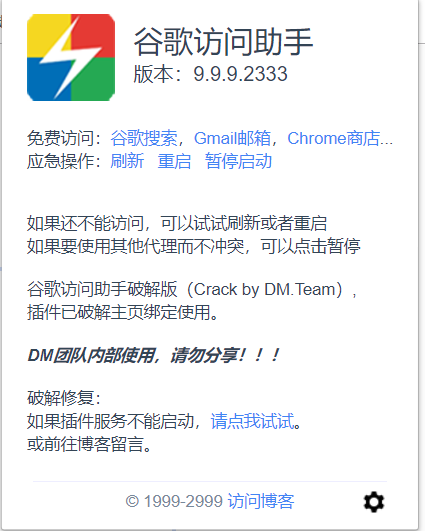 谷歌访问助手
版本：9.9.9.2333
免费访问：谷歌搜索，Gmail邮箱，Chrome商店...
应急操作：刷新 重启 暂停启动
如果还不能访问，可以试试刷新或者重启
如果要使用其他代理而不冲突，可以点击暂停
谷歌访问助手破解版（Crack by DM.Team）,
插件已破解主页绑定使用。
DM团队内部使用，请勿分享！！！
破解修复：
如果插件服务不能启动，请点我试试。
或前往博客留言。
© 1999-2999 访问博客